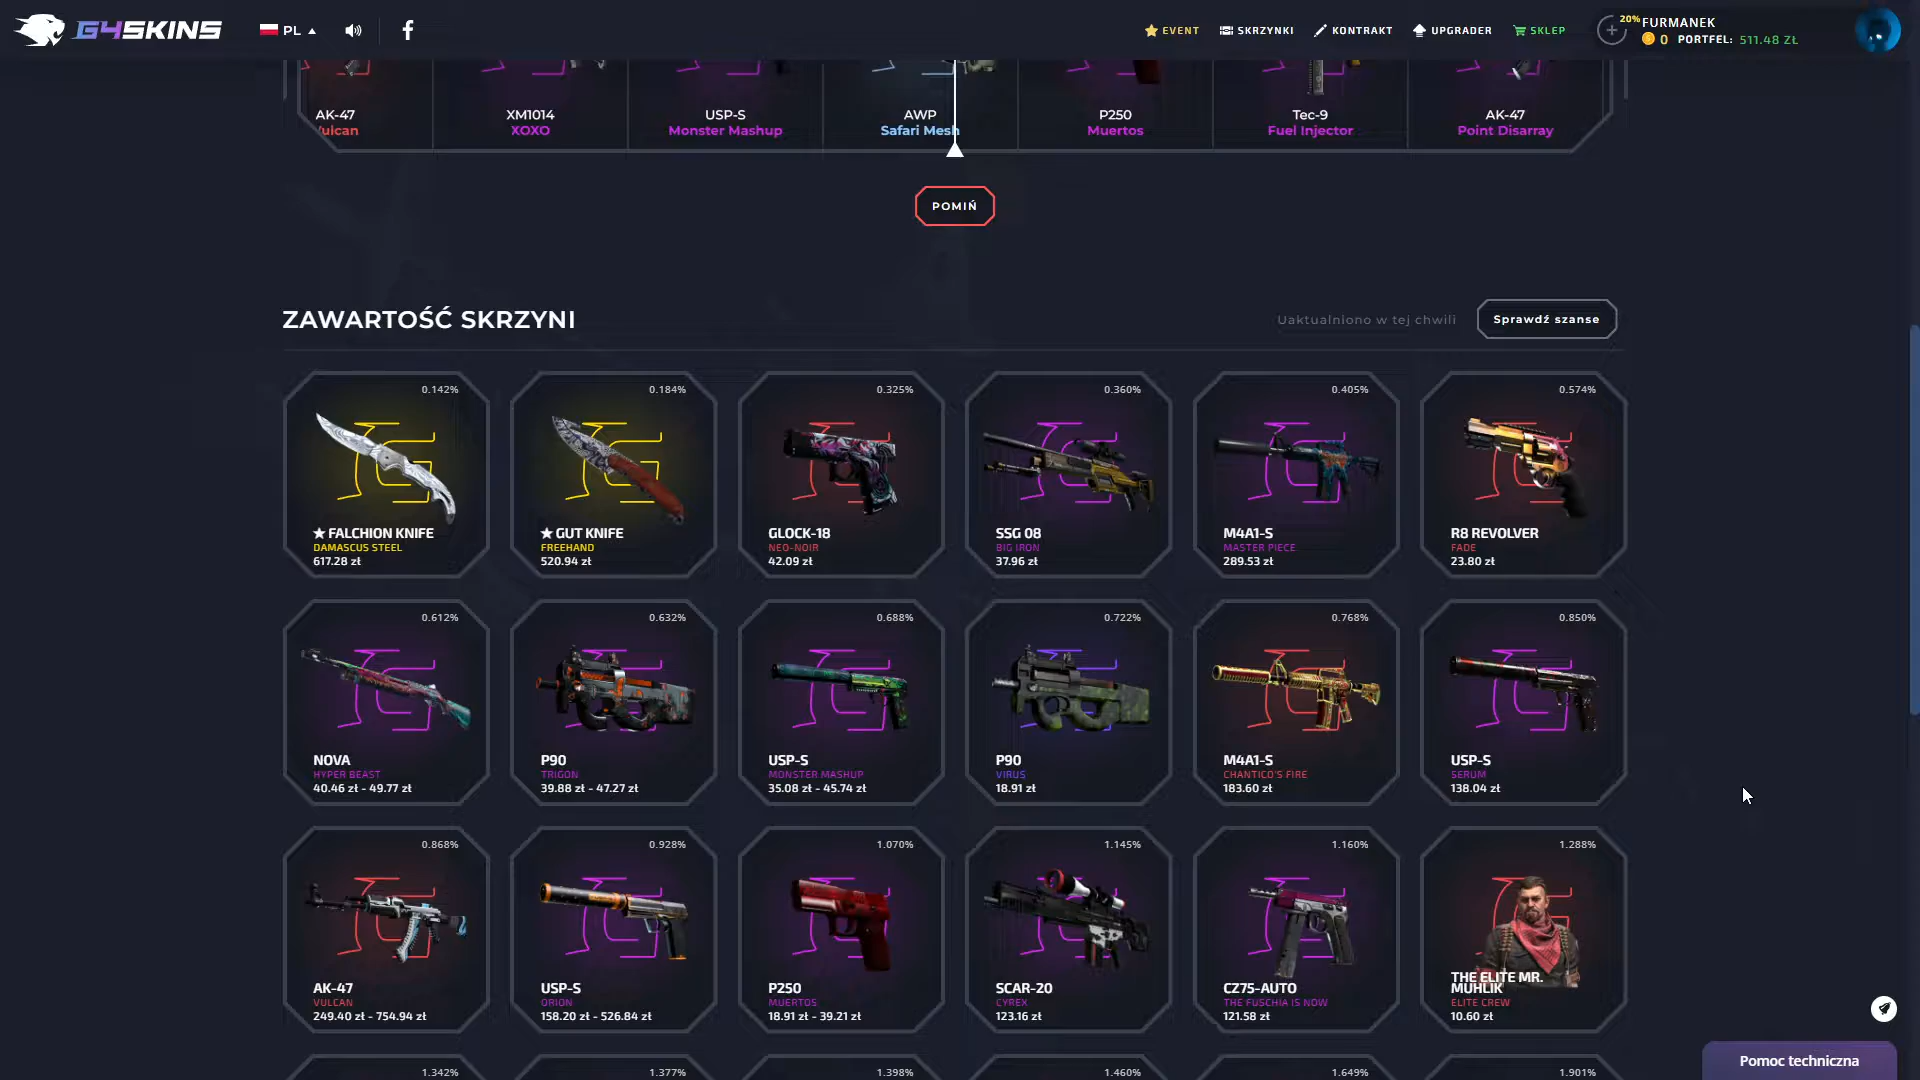 G4SKINS
PL
EVENT
SKRZYNKI
KONTRAKT
UPGRADER
SKLEP
20%
FURMANEK
0 PORTFEL: 511.48 ZŁ
AK-47
Vulcan
XM1014
XOXO
USP-S
Monster Mashup
AWP
Safari Mesh
P250
Muertos
Tec-9
Fuel Injector
AK-47
Point Disarray
POMIŃ
ZAWARTOŚĆ SKRZYNI
Uaktualniono w tej chwili
Sprawdź szanse
0.142%
★ FALCHION KNIFE
DAMASCUS STEEL
617.28 zł
0.184%
★ GUT KNIFE
FREEHAND
520.94 zł
0.325%
GLOCK-18
NEO-NOIR
42.09 zł
0.360%
SSG 08
BIG IRON
37.96 zł
0.405%
M4A1-S
MASTER PIECE
289.53 zł
0.574%
R8 REVOLVER
FADE
23.80 zł
0.612%
NOVA
HYPER BEAST
40.46 zł - 49.77 zł
0.632%
P90
TRIGON
39.88 zł - 47.27 zł
0.688%
USP-S
MONSTER MASHUP
35.08 zł - 45.74 zł
0.722%
P90
VIRUS
18.91 zł
0.768%
M4A1-S
CHANTICO'S FIRE
183.60 zł
0.850%
USP-S
SERUM
138.04 zł
0.868%
AK-47
VULCAN
249.40 zł - 754.94 zł
0.928%
USP-S
ORION
158.20 zł - 526.84 zł
1.070%
P250
MUERTOS
18.91 zł - 39.21 zł
1.145%
SCAR-20
CYREX
123.16 zł
1.160%
CZ75-AUTO
THE FUSCHIA IS NOW
121.58 zł
1.288%
THE ELITE MR.
MUHLIK
ELITE CREW
10.60 zł
1.342%
1.377%
1.398%
1.460%
1.649%
1.901%
Pomoc techniczna